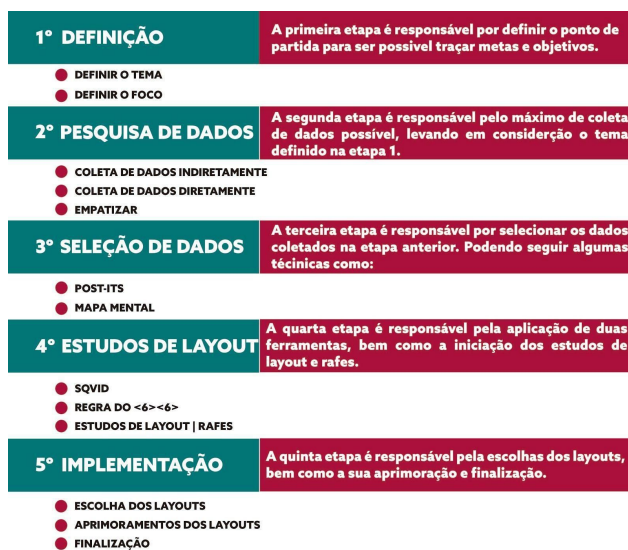 1º DEFINIÇÃO
A primeira etapa é responsável por definir o ponto de
partida para ser possivel traçar metas e objetivos.
DEFINIR O TEMA
DEFINIR O FOCO
2º PESQUISA DE DADOS
A segunda etapa é responsável pelo máximo de coleta
de dados possível, levando em considerção o tema
definido na etapa 1.
COLETA DE DADOS INDIRETAMENTE
COLETA DE DADOS DIRETAMENTE
EMPATIZAR
3º SELEÇÃO DE DADOS
A terceira etapa é responsável por selecionar os dados
coletados na etapa anterior. Podendo seguir algumas
técinicas como:
POST-ITS
MAPA MENTAL
4º ESTUDOS DE LAYOUT
A quarta etapa é responsável pela aplicação de duas
ferramentas, bem como a iniciação dos estudos de
layout e rafes.
SQVID
REGRA DO <6><6>
ESTUDOS DE LAYOUT | RAFES
5º IMPLEMENTAÇÃO
A quinta etapa é responsável pela escolhas dos layouts,
bem como a sua aprimoração e finalização.
ESCOLHA DOS LAYOUTS
APRIMORAMENTOS DOS LAYOUTS
FINALIZAÇÃO